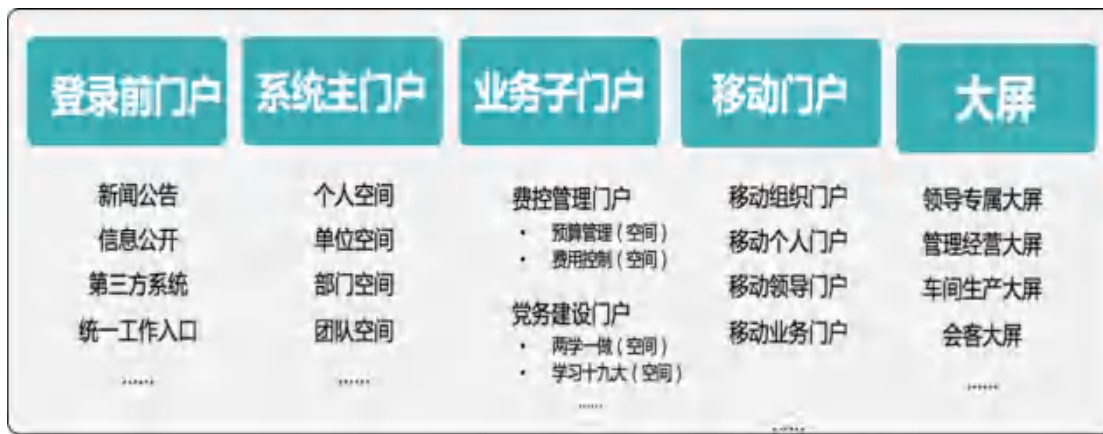 登录前门户
新闻公告
信息公开
第三方系统
统一工作入口
......
系统主门户
个人空间
单位空间
部门空间
团队空间
......
业务子门户
费控管理门户
• 预算管理（空间）
• 费用控制（空间）
党务建设门户
• 两学一做（空间）
• 学习十九大（空间）
......
移动门户
移动组织门户
移动个人门户
移动领导门户
移动业务门户
......
大屏
领导专属大屏
管理经营大屏
车间生产大屏
会客大屏
......